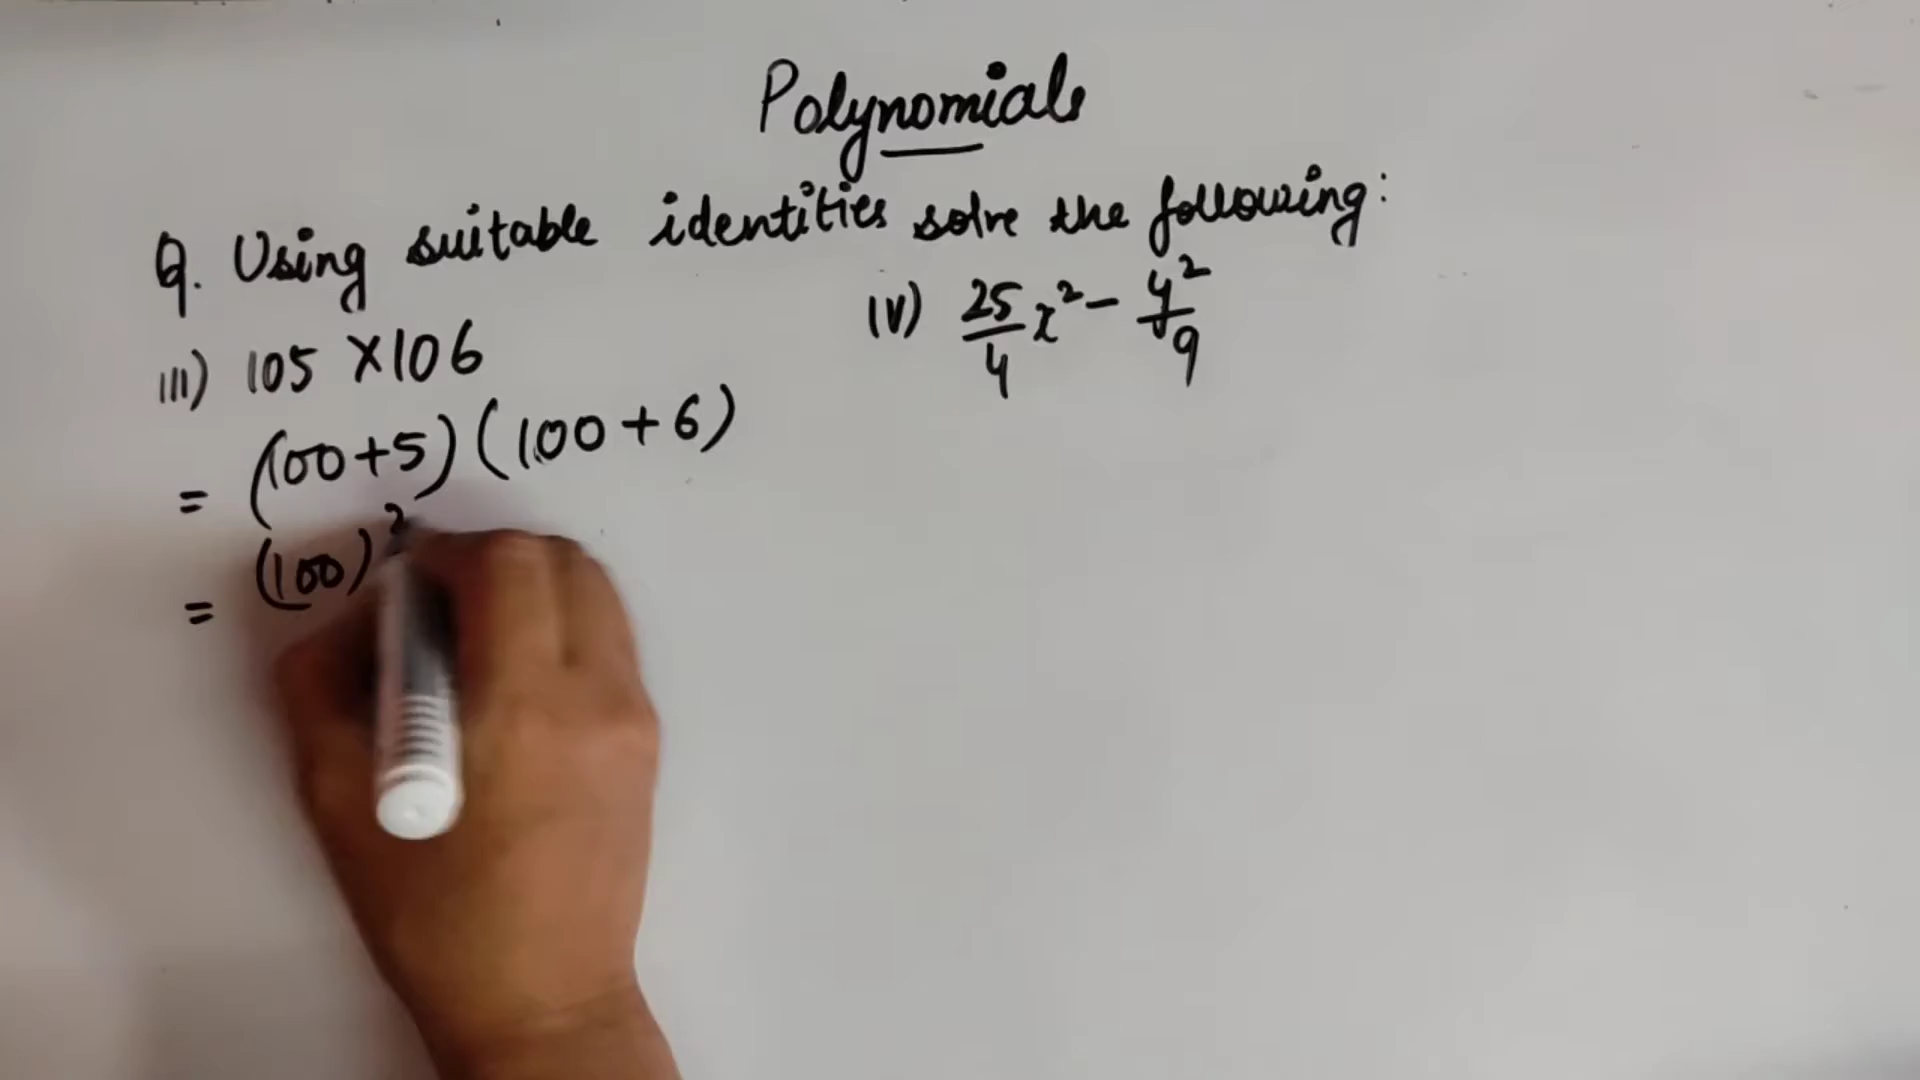 Polynomials
Q. Using suitable identities solve the following:
III) 105 × 106
= (100+5) (100+6)
= (100)²
IV) 25/4 x² - y²/9